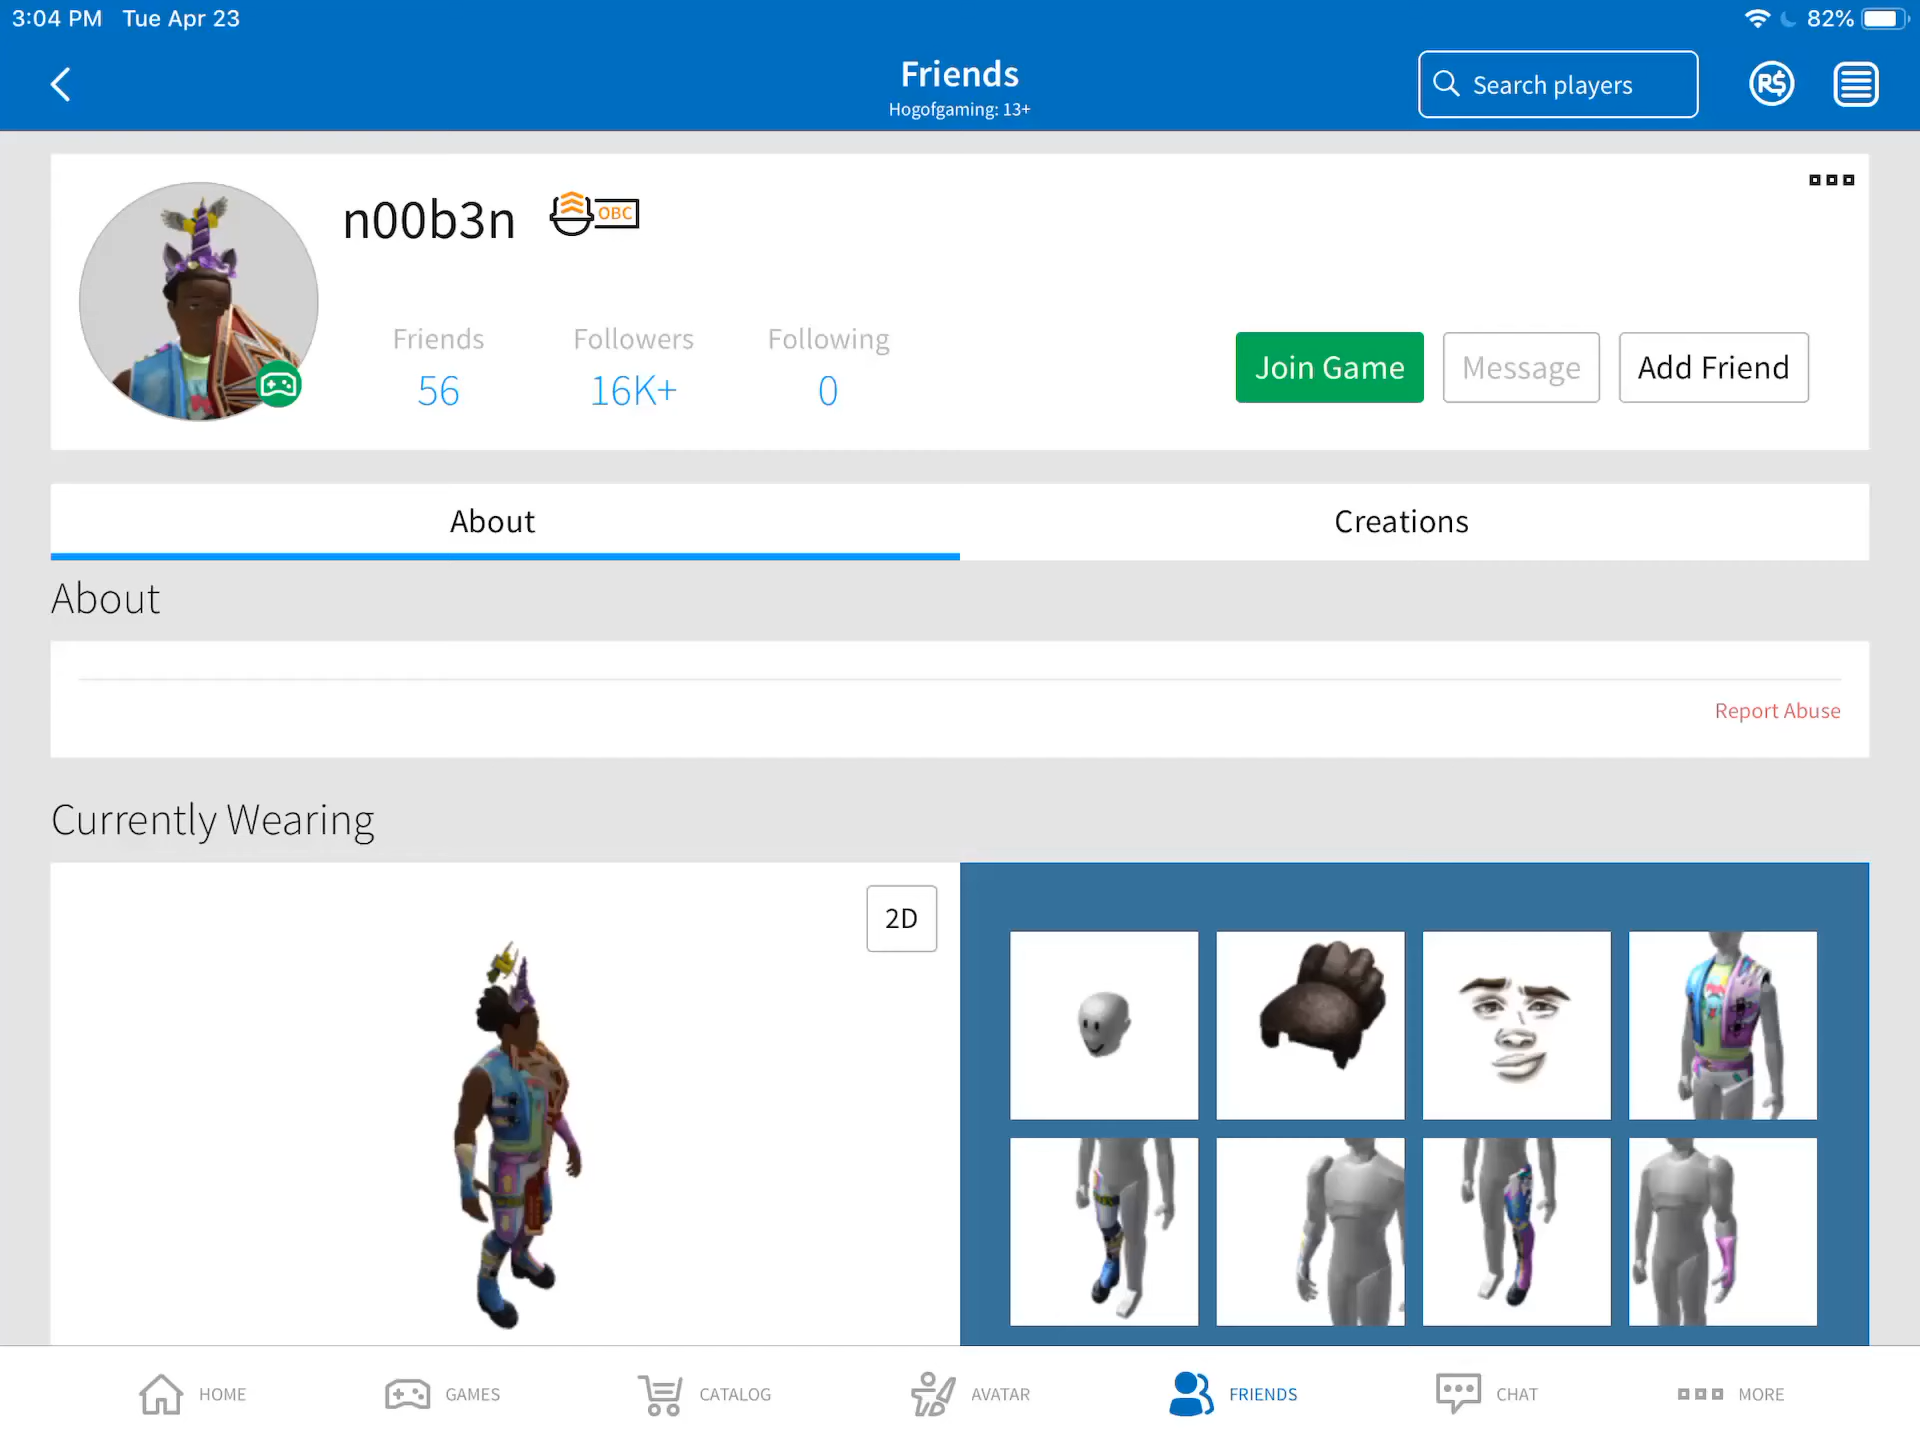 3:04 PM Tue Apr 23
82%
Friends
Hogofgaming: 13+
Search players
R$
n00b3n
OBC
Friends Followers Following
56 16K+ 0
Join Game Message Add Friend
About Creations
About
Report Abuse
Currently Wearing
2D
HOME GAMES CATALOG AVATAR FRIENDS CHAT MORE